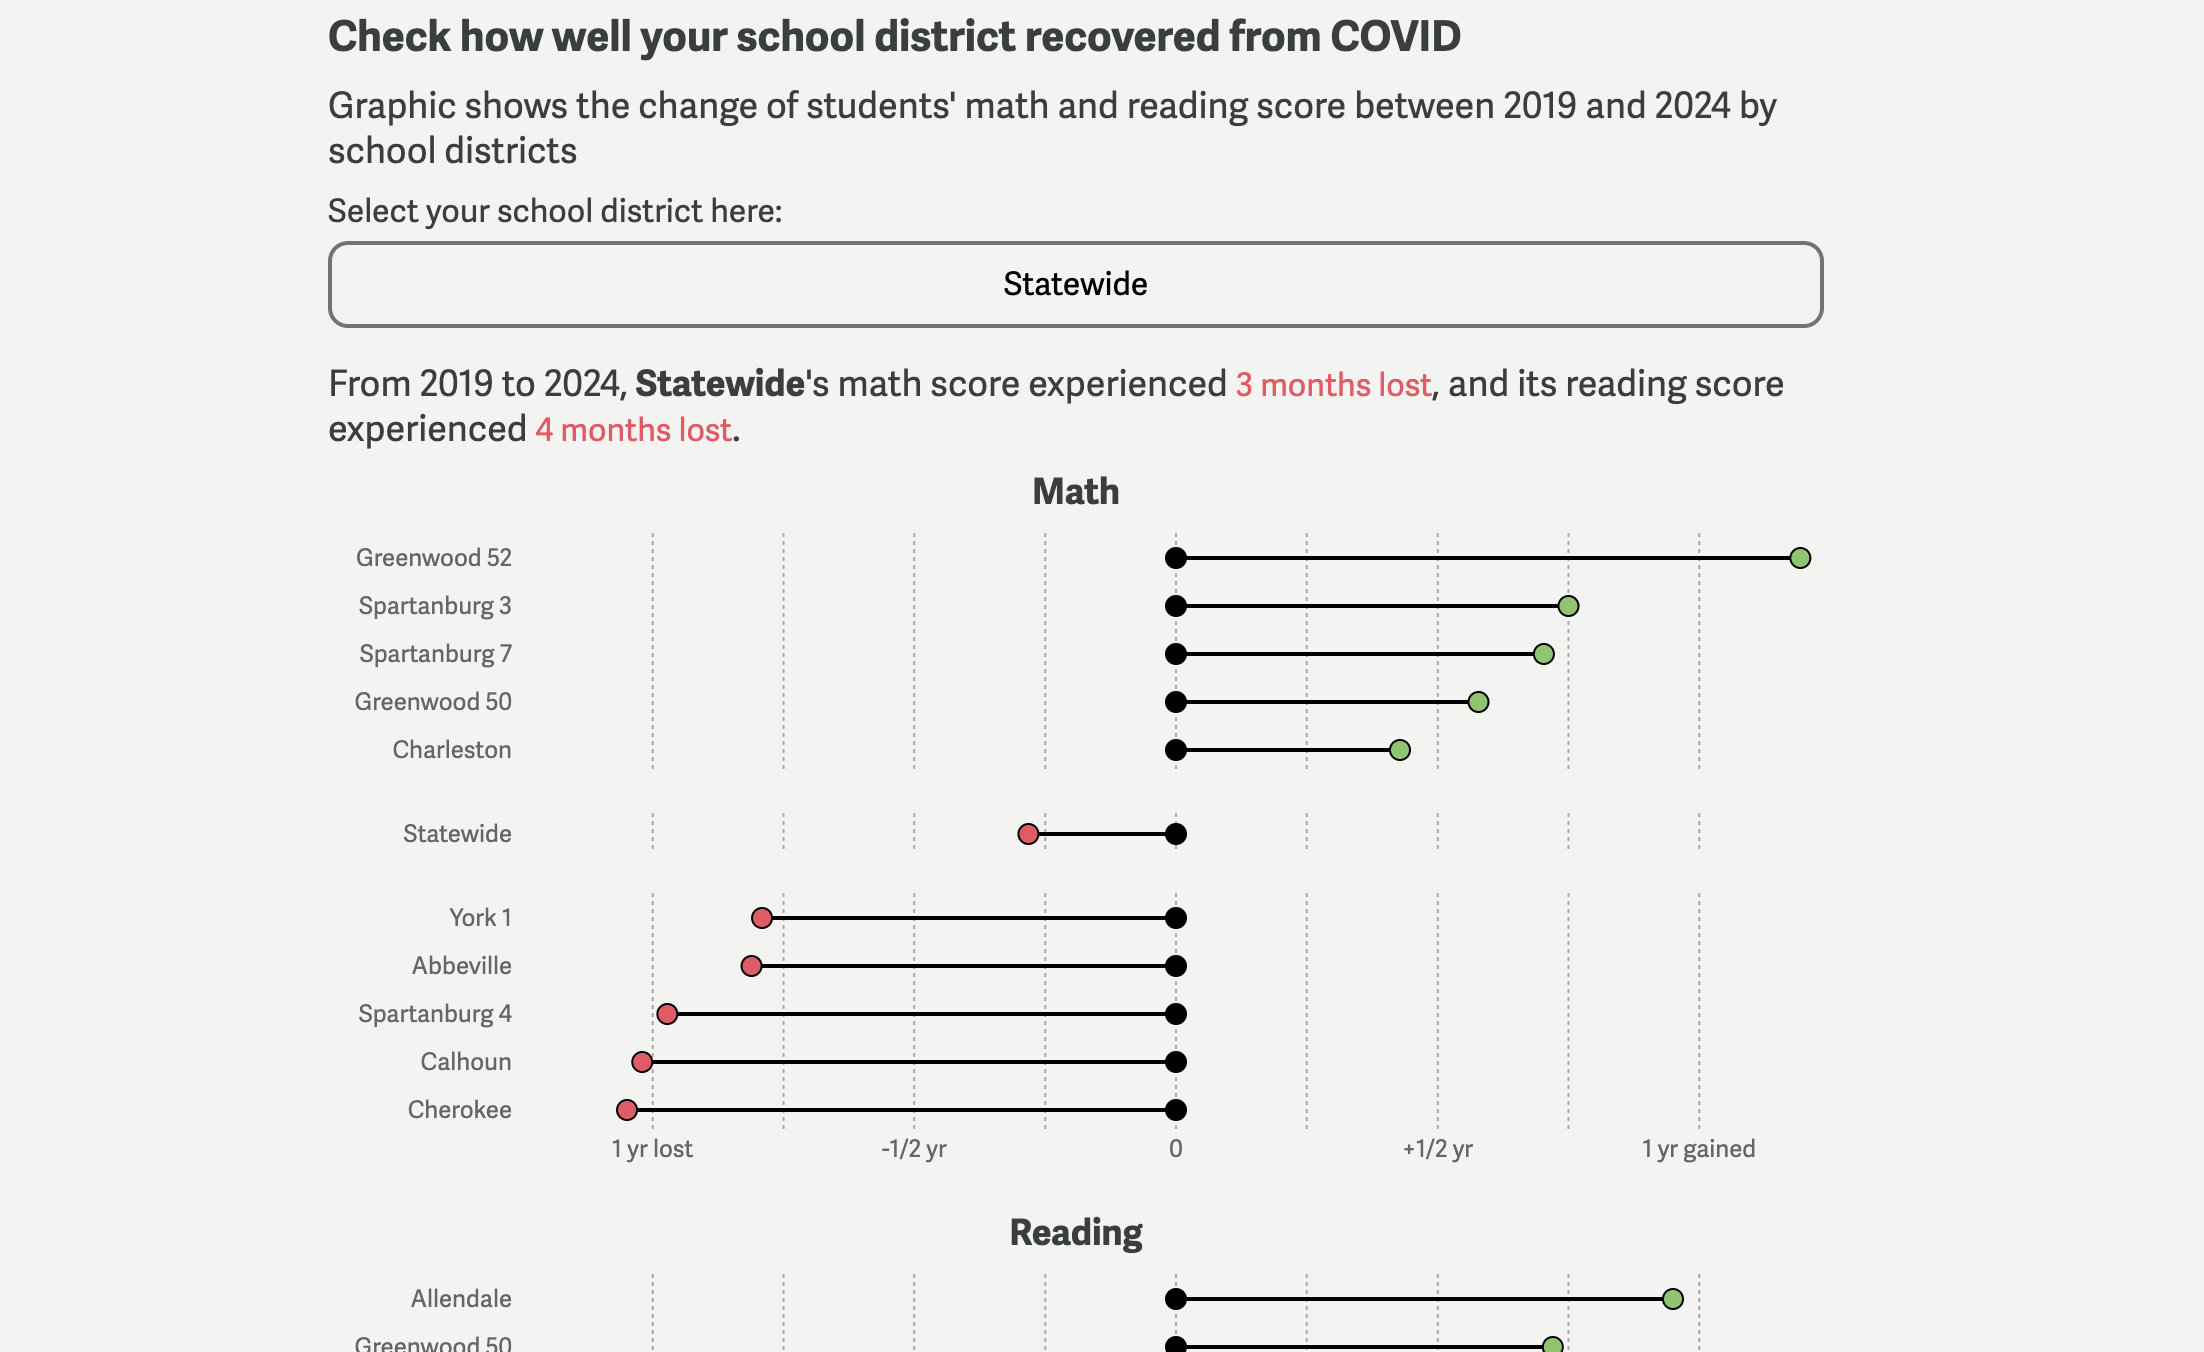 Check how well your school district recovered from COVID
Graphic shows the change of students' math and reading score between 2019 and 2024 by
school districts
Select your school district here:
Statewide
From 2019 to 2024, Statewide's math score experienced 3 months lost, and its reading score
experienced 4 months lost.
Math
Greenwood 52
Spartanburg 3
Spartanburg 7
Greenwood 50
Charleston
Statewide
York 1
Abbeville
Spartanburg 4
Calhoun
Cherokee
1 yr lost -1/2 yr 0 +1/2 yr 1 yr gained
Reading
Allendale
Greenwood 50